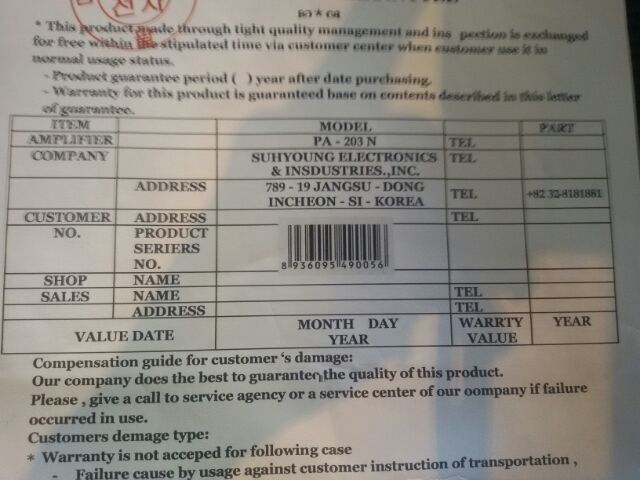 * This product made through tight quality management and ins pection is exchanged
for free within the stipulated time via customer center when customer use it in
normal usage status.
- Product guarantee period ( ) year after date purchasing.
- Warranty for this product is guaranteed base on contents described in this letter
of guarantee.
ITEM MODEL PART
AMPLIFIER PA - 203 N TEL
COMPANY SUHYOUNG ELECTRONICS & INSDUSTRIES.,INC. TEL
ADDRESS 789 - 19 JANGSU - DONG INCHEON - SI - KOREA TEL +82 32-8181881
CUSTOMER ADDRESS TEL
NO. PRODUCT SERIERS NO. 8 936095 490056
SHOP NAME
SALES NAME TEL
ADDRESS TEL
VALUE DATE MONTH DAY YEAR WARRTY VALUE YEAR
Compensation guide for customer 's damage:
Our company does the best to guarantee the quality of this product.
Please , give a call to service agency or a service center of our oompany if failure
occurred in use.
Customers demage type:
* Warranty is not acceped for following case
- Failure cause by usage against customer instruction of transportation ,